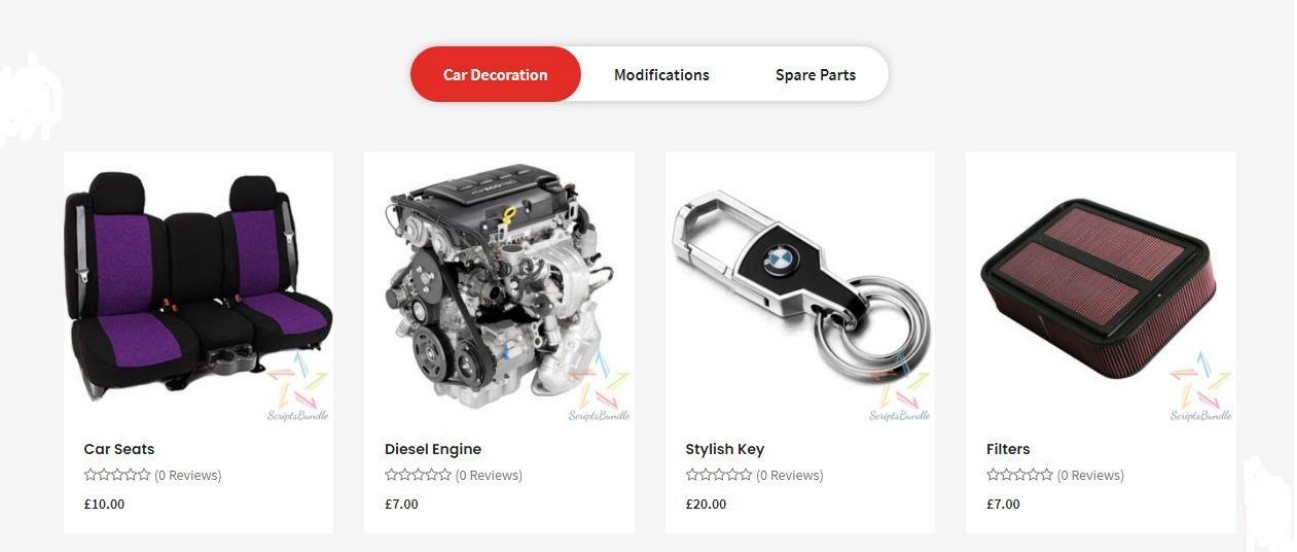 Car Decoration
Modifications
Spare Parts
ScriptsBundle
ScriptsBundle
ScriptsBundle
ScriptsBundle
Car Seats
(0 Reviews)
£10.00
Diesel Engine
(0 Reviews)
£7.00
Stylish Key
(0 Reviews)
£20.00
Filters
(0 Reviews)
£7.00